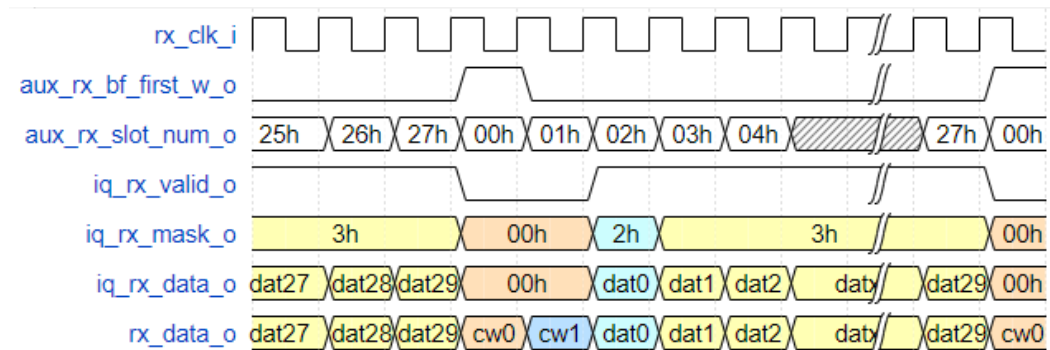 rx_clk_i
aux_rx_bf_first_w_o
aux_rx_slot_num_o 25h 26h 27h 00h 01h 02h 03h 04h 27h 00h
iq_rx_valid_o
iq_rx_mask_o 3h 00h 2h 3h 00h
iq_rx_data_o dat27 dat28 dat29 00h dat0 dat1 dat2 datx dat29 00h
rx_data_o dat27 dat28 dat29 cw0 cw1 dat0 dat1 dat2 datx dat29 cw0